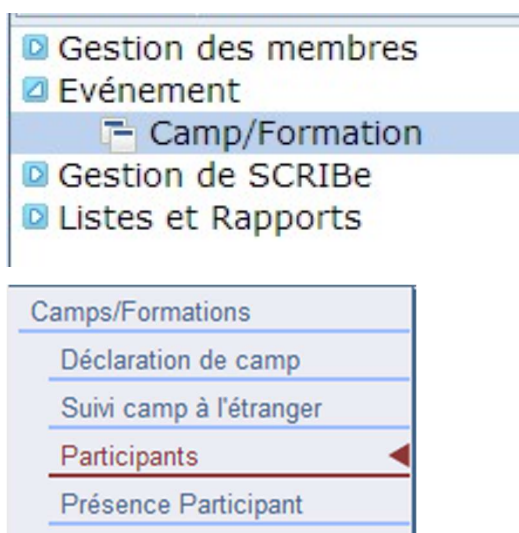 Gestion des membres
Evénement
Camp/Formation
Gestion de SCRIBe
Listes et Rapports
Camps/Formations
Déclaration de camp
Suivi camp à l'étranger
Participants
Présence Participant